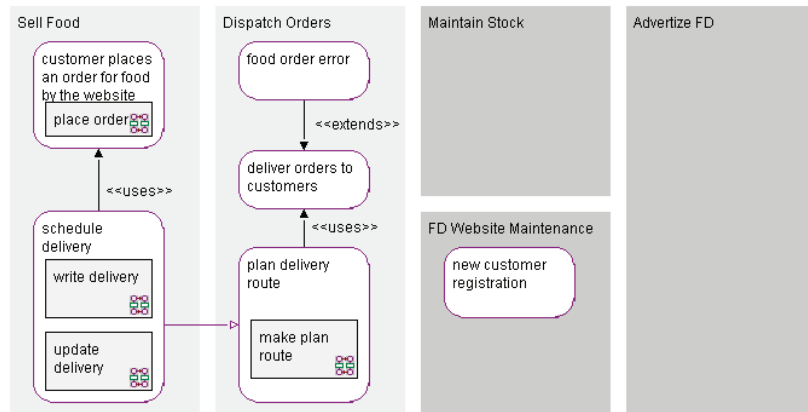 Sell Food
customer places
an order for food
by the website
place order
<<uses>>
schedule
delivery
write delivery
update
delivery
Dispatch Orders
food order error
<<extends>>
deliver orders to
customers
<<uses>>
plan delivery
route
make plan
route
Maintain Stock
FD Website Maintenance
new customer
registration
Advertize FD